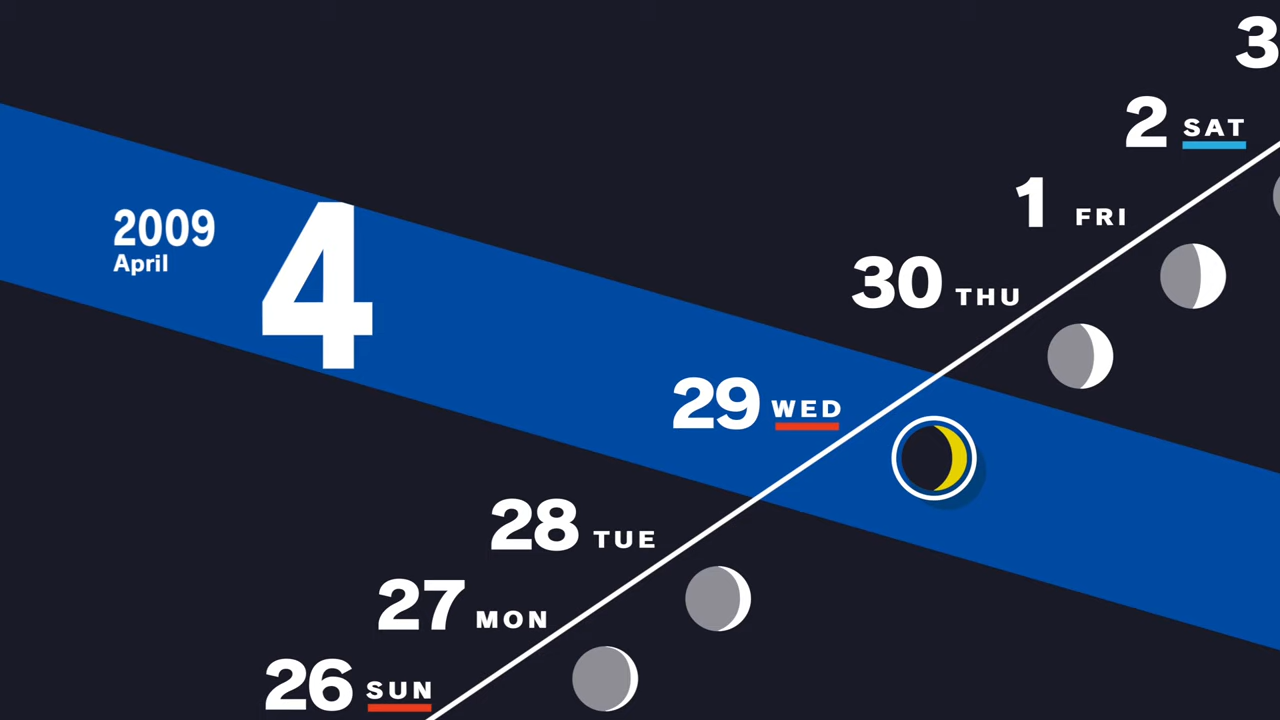 3
2 SAT
1 FRI
30 THU
2009
April
4
29 WED
28 TUE
27 MON
26 SUN